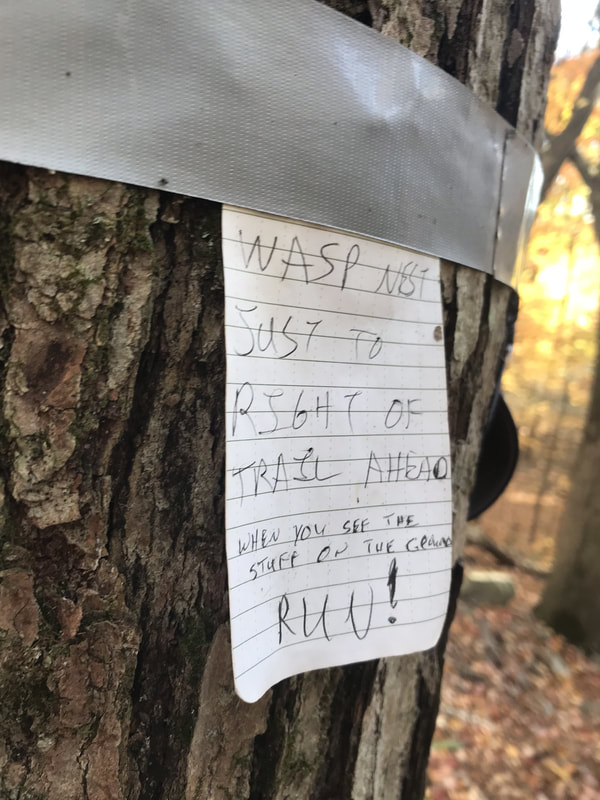 WASP NEST
JUST TO
RIGHT OF
TRAIL AHEAD
WHEN YOU SEE THE
STUFF ON THE GROUND
RUN!